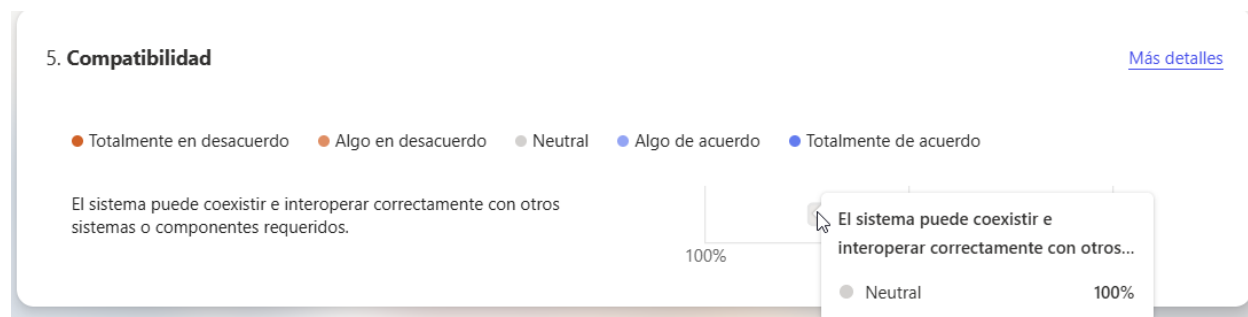 5. Compatibilidad
Más detalles
Totalmente en desacuerdo
Algo en desacuerdo
Neutral
Algo de acuerdo
Totalmente de acuerdo
El sistema puede coexistir e interoperar correctamente con otros
sistemas o componentes requeridos.
100%
El sistema puede coexistir e
interoperar correctamente con otros...
Neutral 100%